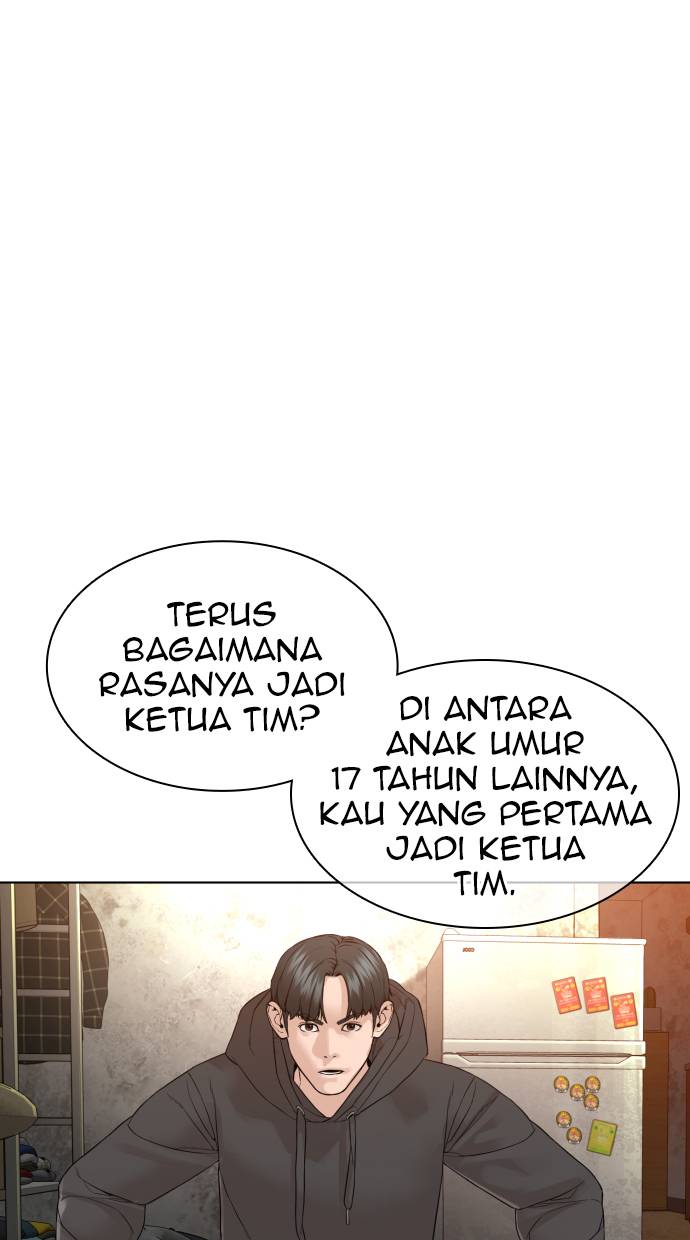 TERUS
BAGAIMANA
RASANYA JADI
KETUA TIM?
DI ANTARA
ANAK UMUR
17 TAHUN LAINNYA,
KAU YANG PERTAMA
JADI KETUA
TIM.